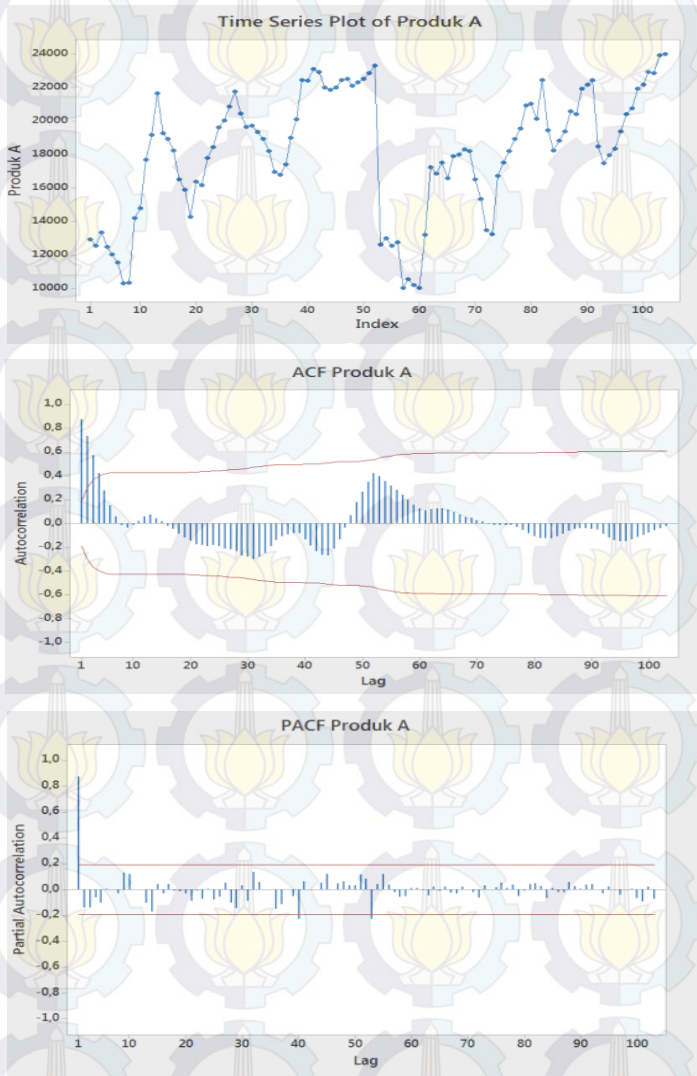 Time Series Plot of Produk A
24000
22000
20000
18000
16000
14000
12000
10000
Produk A
1 10 20 30 40 50 60 70 80 90 100
Index
ACF Produk A
1,0
0,8
0,6
0,4
0,2
0,0
-0,2
-0,4
-0,6
-0,8
-1,0
Autocorrelation
1 10 20 30 40 50 60 70 80 90 100
Lag
PACF Produk A
1,0
0,8
0,6
0,4
0,2
0,0
-0,2
-0,4
-0,6
-0,8
-1,0
Partial Autocorrelation
1 10 20 30 40 50 60 70 80 90 100
Lag